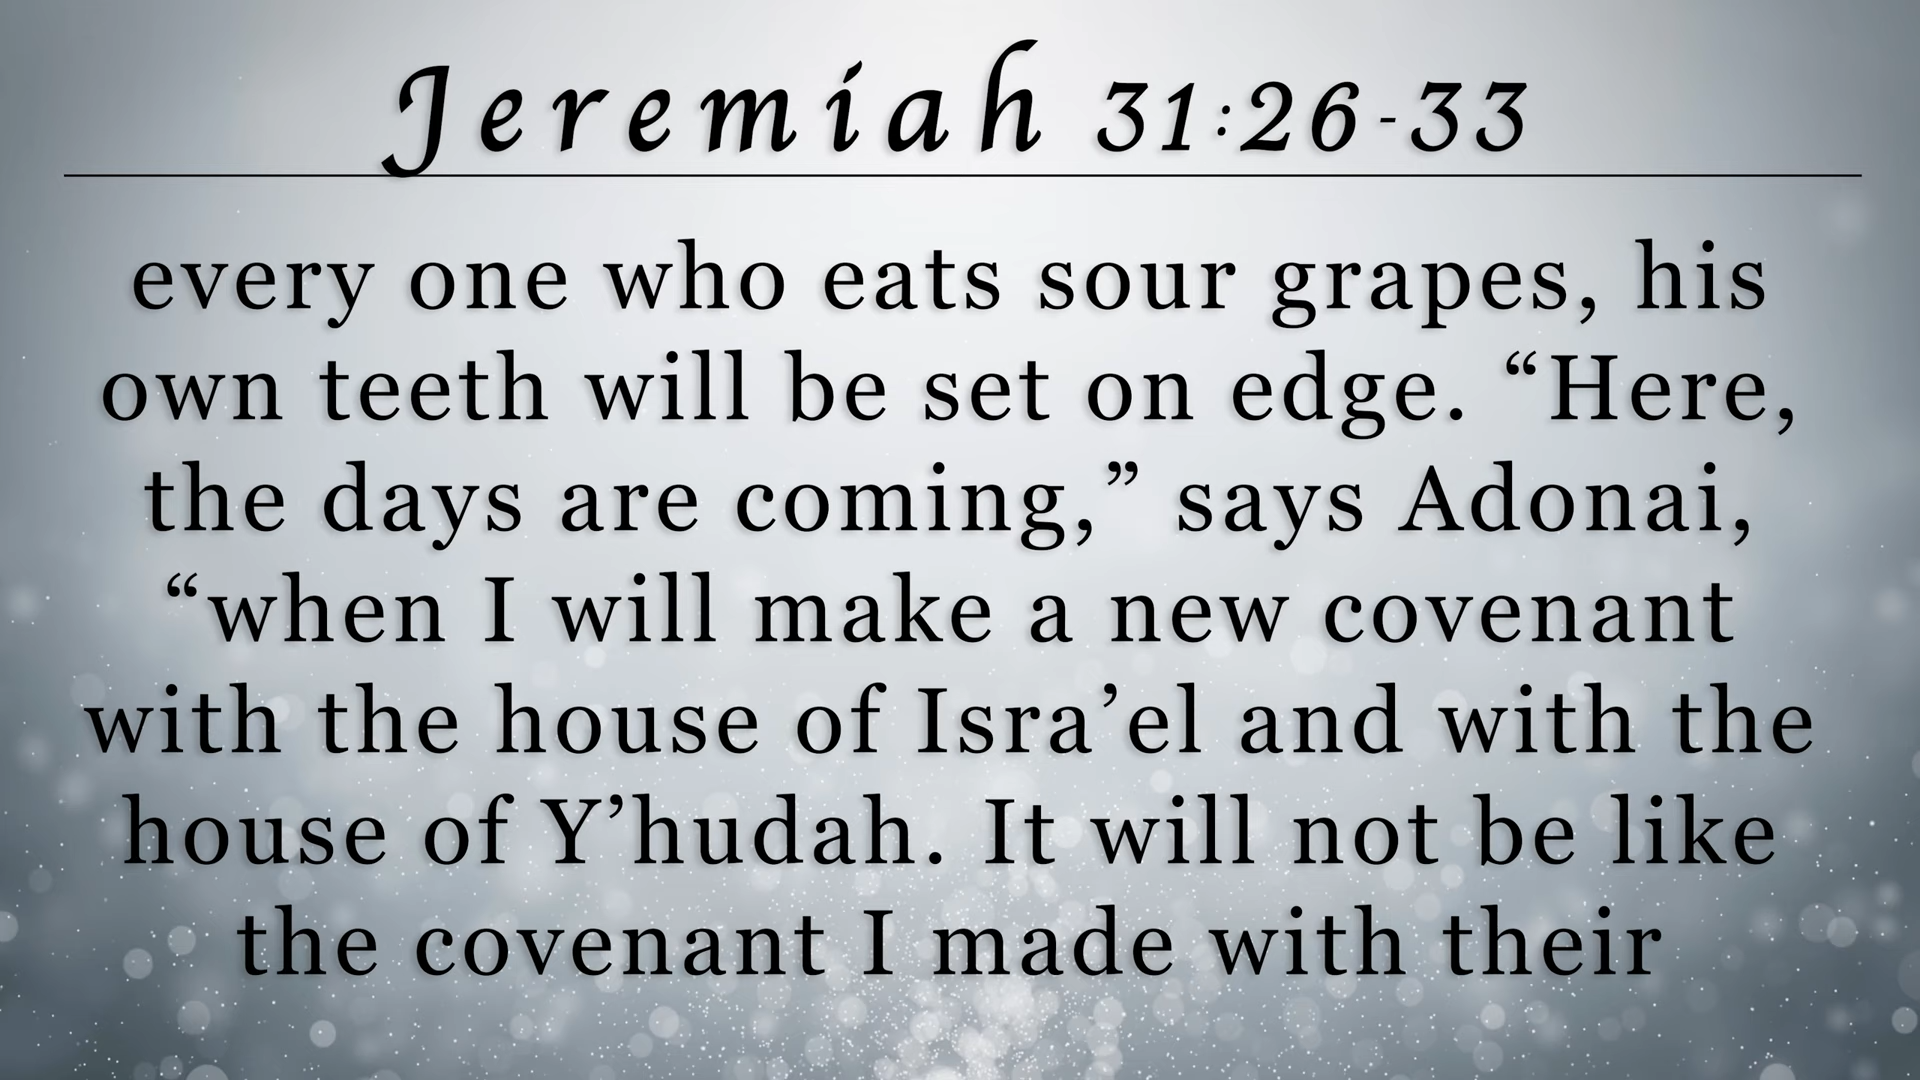 Jeremiah 31:26-33
every one who eats sour grapes, his
own teeth will be set on edge. “Here,
the days are coming,” says Adonai,
“when I will make a new covenant
with the house of Isra’el and with the
house of Y’hudah. It will not be like
the covenant I made with their